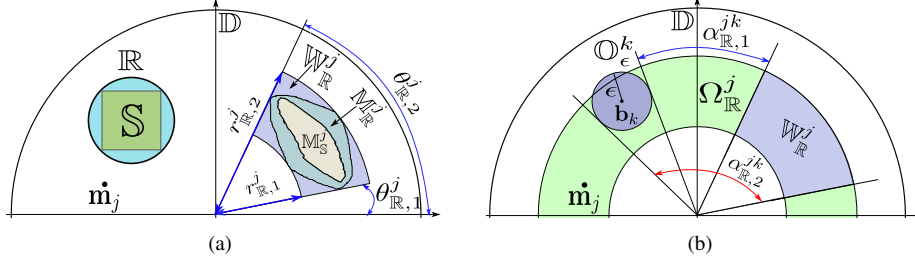 𝔻
ℝ
𝕊
ṁ_j
𝕎^j_ℝ
𝕄^j_ℝ
𝕄^j_𝕊
r^j_{ℝ,2}
r^j_{ℝ,1}
θ^j_{ℝ,2}
θ^j_{ℝ,1}
(a)
𝔻
α^{jk}_{ℝ,1}
𝕆^k_ϵ
ϵ
b_k
Ω^j_ℝ
𝕎^j_ℝ
α^{jk}_{ℝ,2}
ṁ_j
(b)